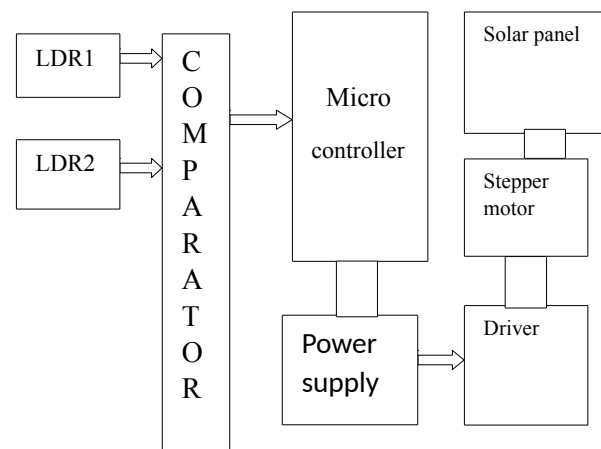 LDR1
LDR2
C
O
M
P
A
R
A
T
O
R
Micro
controller
Power
supply
Solar panel
Stepper
motor
Driver